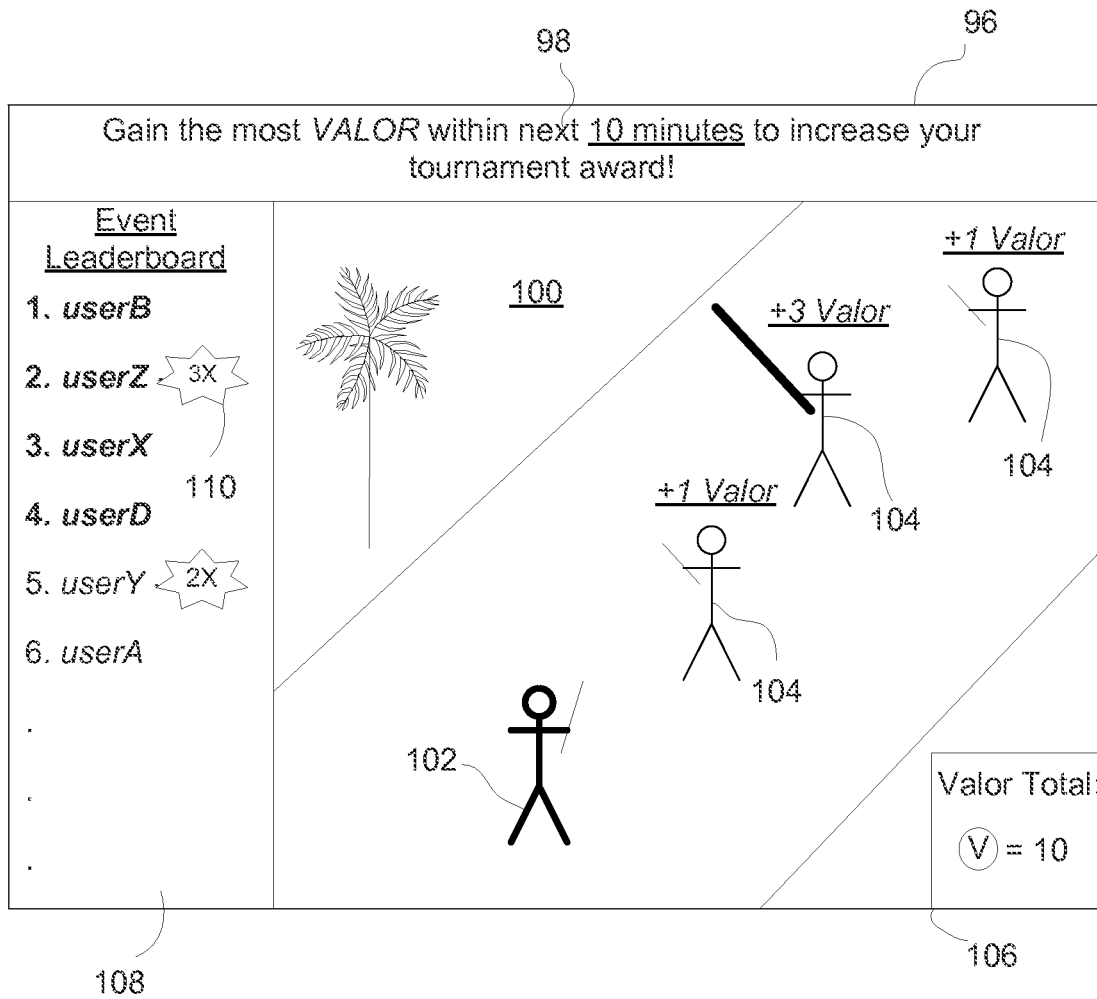 98
96
Gain the most VALOR within next 10 minutes to increase your
tournament award!
Event
Leaderboard
1. userB
2. userZ
3X
3. userX
110
4. userD
5. userY
2X
6. userA
100
+1 Valor
+3 Valor
104
104
+1 Valor
104
102
Valor Total:
V = 10
106
108